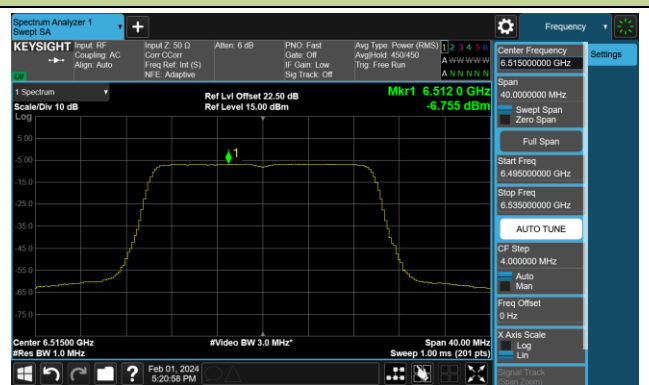 Spectrum Analyzer 1
Swept SA
Frequency
KEYSIGHT
Input: RF
Coupling: AC
Align: Auto
Input Z: 50 Ω
Corr CCorr
Freq Ref: Int (S)
NFE: Adaptive
Atten: 6 dB
PNO: Fast
Gate: Off
IF Gain: Low
Sig Track: Off
Avg Type: Power (RMS)
Avg|Hold: 450/450
Trig: Free Run
1 2 3 4 5 6
A W W W W W
A N N N N N
LW
1 Spectrum
Scale/Div 10 dB
Log
Ref Lvl Offset 22.50 dB
Ref Level 15.00 dBm
Mkr1 6.512 0 GHz
-6.755 dBm
5.00
-5.00
-15.0
-25.0
-35.0
-45.0
-55.0
-65.0
-75.0
1
Center 6.51500 GHz
#Res BW 1.0 MHz
#Video BW 3.0 MHz*
Span 40.00 MHz
Sweep 1.00 ms (201 pts)
Feb 01, 2024
5:20:58 PM
Center Frequency
6.515000000 GHz
Settings
Span
40.0000000 MHz
Swept Span
Zero Span
Full Span
Start Freq
6.495000000 GHz
Stop Freq
6.535000000 GHz
AUTO TUNE
CF Step
4.000000 MHz
Auto
Man
Freq Offset
0 Hz
X Axis Scale
Log
Lin
Signal Track
(Span Zoom)